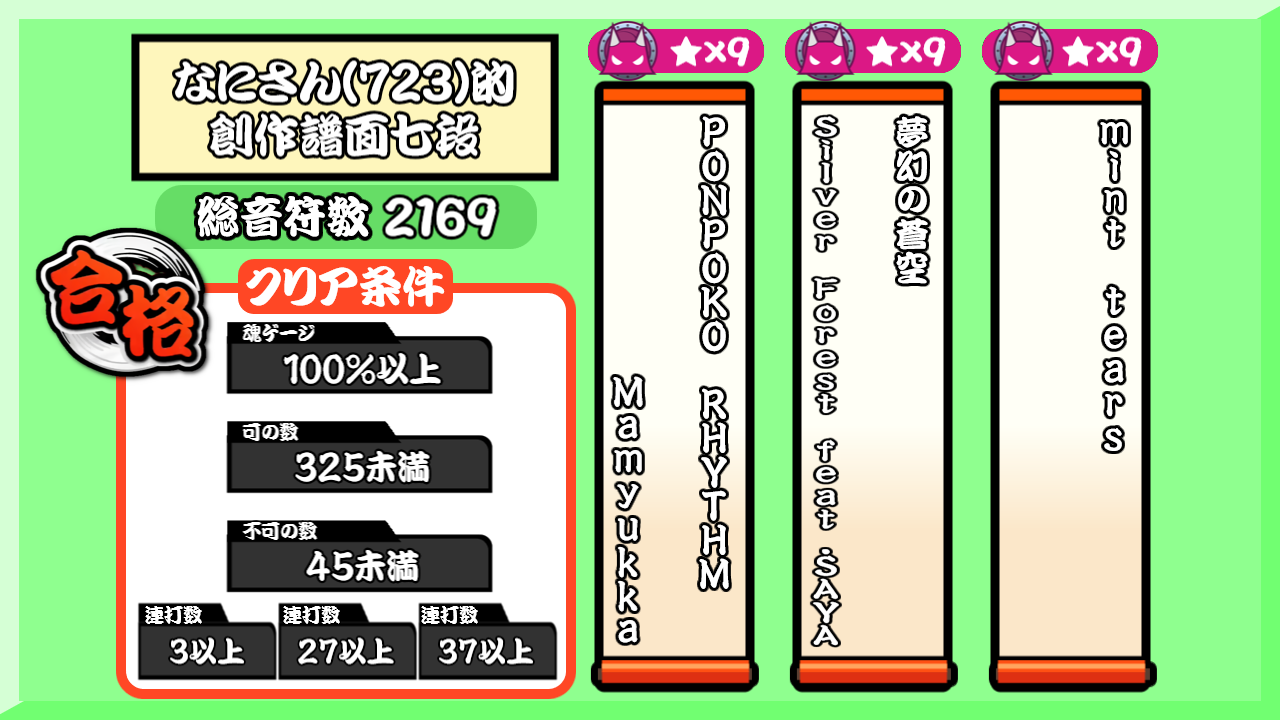 なにさん(723)的
創作譜面七段
総音符数 2169
合格
クリア条件
魂ゲージ
100%以上
可の数
325未満
不可の数
45未満
連打数
3以上
連打数
27以上
連打数
37以上
★×9
PONPOKO RHYTHM
Mamyukka
★×9
夢幻の蒼空
Silver Forest feat.SAYA
★×9
mint tears